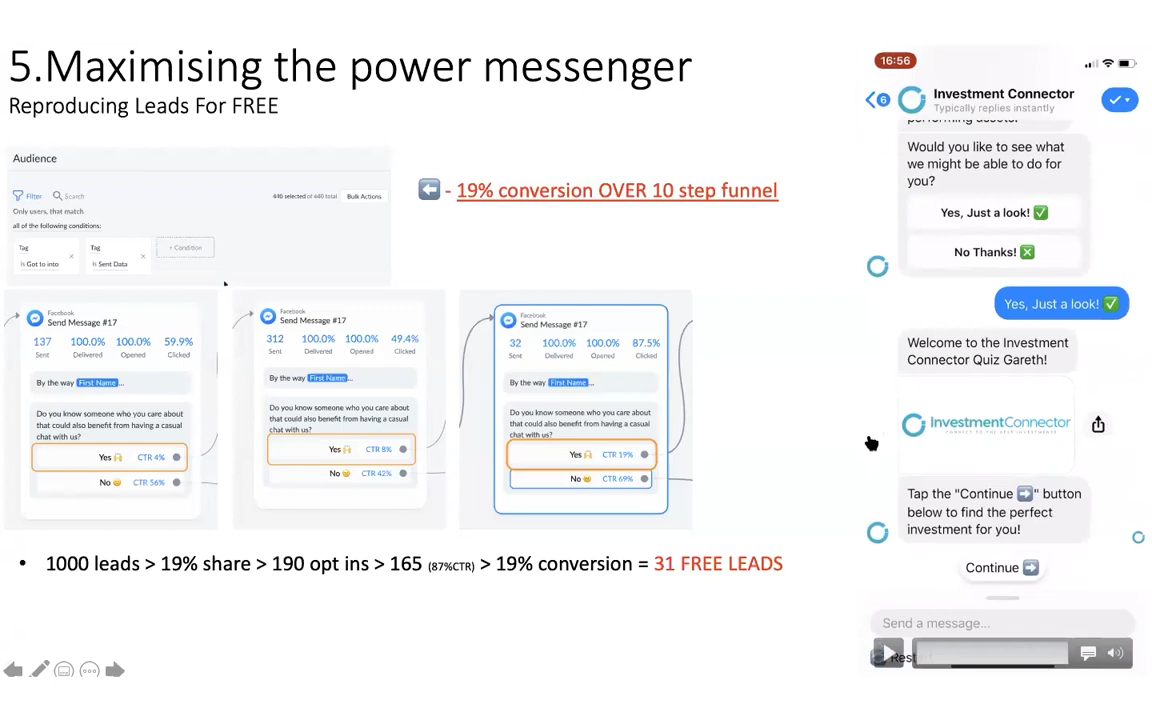 5.Maximising the power messenger
Reproducing Leads For FREE
Audience
Filter
Search
440 selected of 440 total
Bulk Actions
Only users, that match
all of the following conditions:
Tag
is Got to into
Tag
is Sent Data
+ Condition
⬅ - 19% conversion OVER 10 step funnel
Facebook
Send Message #17
137 100.0% 100.0% 59.9%
Sent Delivered Opened Clicked
By the way First Name...
Do you know someone who you care about
that could also benefit from having a casual
chat with us?
Yes 🙌 CTR 4%
No 😊 CTR 56%
Facebook
Send Message #17
312 100.0% 100.0% 49.4%
Sent Delivered Opened Clicked
By the way First Name...
Do you know someone who you care about
that could also benefit from having a casual
chat with us?
Yes 🙌 CTR 8%
No 😊 CTR 42%
Facebook
Send Message #17
32 100.0% 100.0% 87.5%
Sent Delivered Opened Clicked
By the way First Name...
Do you know someone who you care about
that could also benefit from having a casual
chat with us?
Yes 🙌 CTR 19%
No 😊 CTR 69%
• 1000 leads > 19% share > 190 opt ins > 165 (87%CTR) > 19% conversion = 31 FREE LEADS
16:56
6
Investment Connector
Typically replies instantly
performing assets.
Would you like to see what
we might be able to do for
you?
Yes, Just a look! ✅
No Thanks! ❎
Yes, Just a look! ✅
Welcome to the Investment
Connector Quiz Gareth!
InvestmentConnector
Tap the "Continue ➡" button
below to find the perfect
investment for you!
Continue ➡
Send a message...